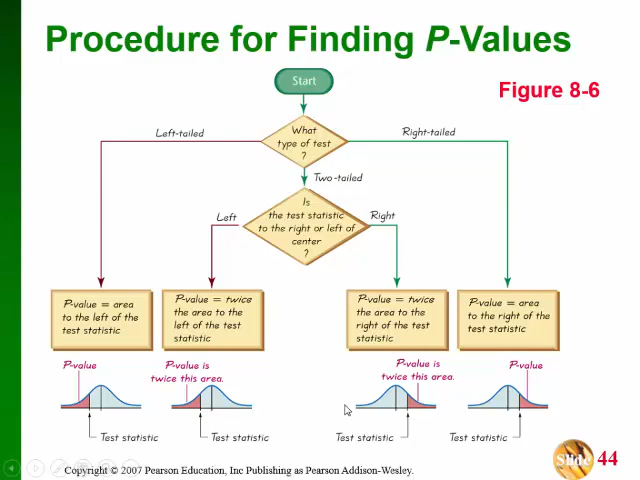 Procedure for Finding P-Values
Start
Figure 8-6
What
type of test
?
Left-tailed
Right-tailed
Two-tailed
Is
the test statistic
to the right or left of
center
?
Left
Right
P-value = area
to the left of the
test statistic
P-value = twice
the area to the
left of the test
statistic
P-value = twice
the area to the
right of the test
statistic
P-value = area
to the right of the
test statistic
P-value
P-value is
twice this area.
P-value is
twice this area.
P-value
Test statistic
Test statistic
Test statistic
Test statistic
Slide 44
Copyright © 2007 Pearson Education, Inc Publishing as Pearson Addison-Wesley.